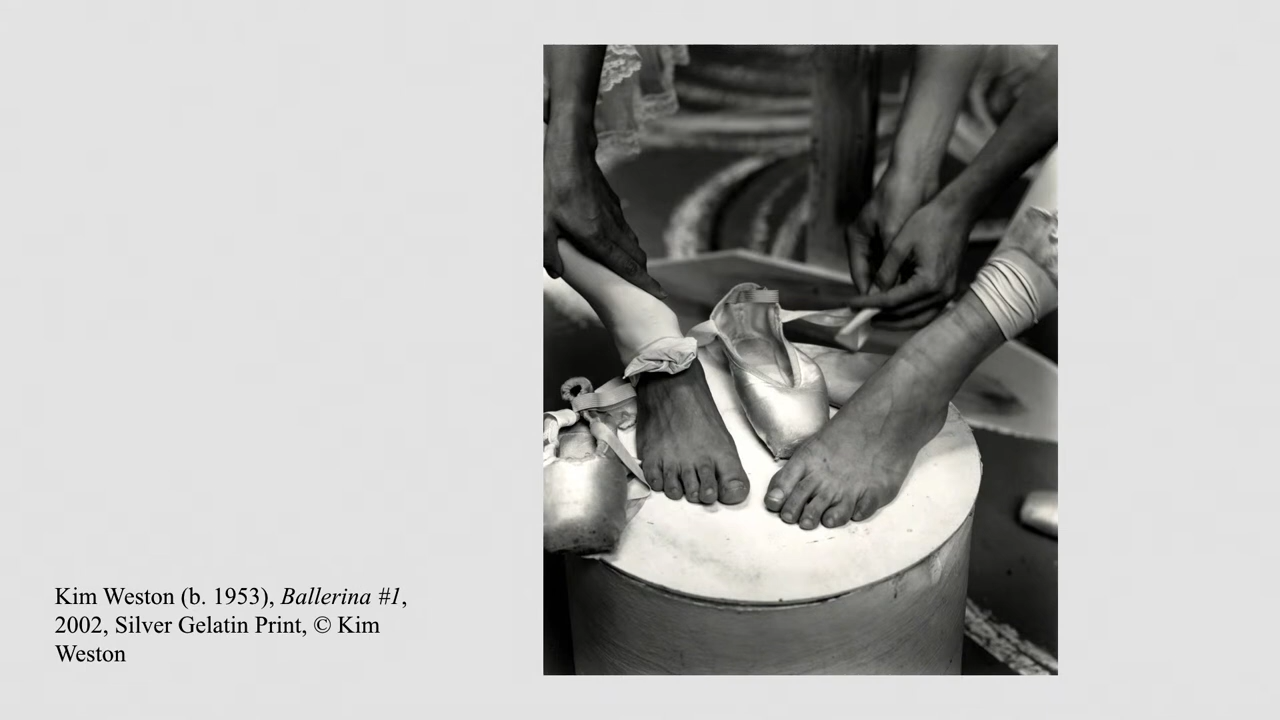 Kim Weston (b. 1953), Ballerina #1,
2002, Silver Gelatin Print, © Kim
Weston